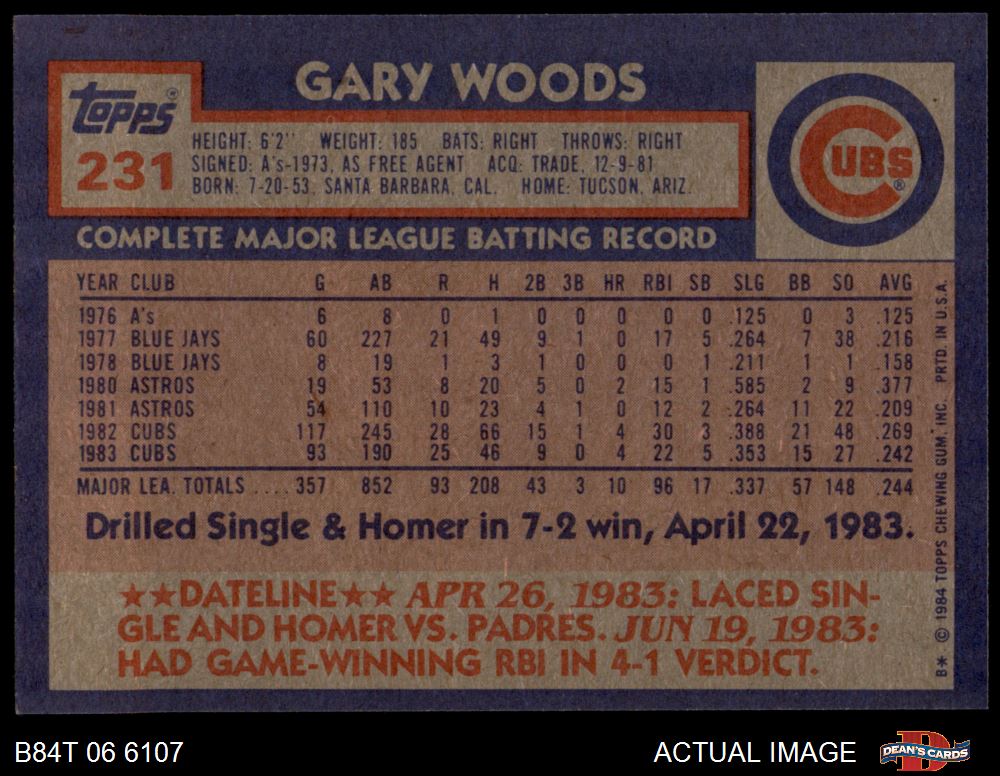 GARY WOODS
Topps®
231
HEIGHT: 6'2" WEIGHT: 185 BATS: RIGHT THROWS: RIGHT
SIGNED: A's-1973, AS FREE AGENT ACQ: TRADE, 12-9-81
BORN: 7-20-53, SANTA BARBARA, CAL. HOME: TUCSON, ARIZ.
CUBS®
COMPLETE MAJOR LEAGUE BATTING RECORD
YEAR CLUB G AB R H 2B 3B HR RBI SB SLG BB SO AVG
1976 A's 6 8 0 1 0 0 0 0 0 .125 0 3 .125
1977 BLUE JAYS 60 227 21 49 9 1 0 17 5 .264 7 38 .216
1978 BLUE JAYS 8 19 1 3 1 0 0 0 1 .211 1 1 .158
1980 ASTROS 19 53 8 20 5 0 2 15 1 .585 2 9 .377
1981 ASTROS 54 110 10 23 4 1 0 12 2 .264 11 22 .209
1982 CUBS 117 245 28 66 15 1 4 30 3 .388 21 48 .269
1983 CUBS 93 190 25 46 9 0 4 22 5 .353 15 27 .242
MAJOR LEA. TOTALS .... 357 852 93 208 43 3 10 96 17 .337 57 148 .244
Drilled Single & Homer in 7-2 win, April 22, 1983.
★★DATELINE★★ APR 26, 1983: LACED SIN-
GLE AND HOMER VS. PADRES. JUN 19, 1983:
HAD GAME-WINNING RBI IN 4-1 VERDICT.
B* © 1984 TOPPS CHEWING GUM, INC. PRTD. IN U.S.A.
B84T 06 6107
ACTUAL IMAGE
DEAN'S CARDS